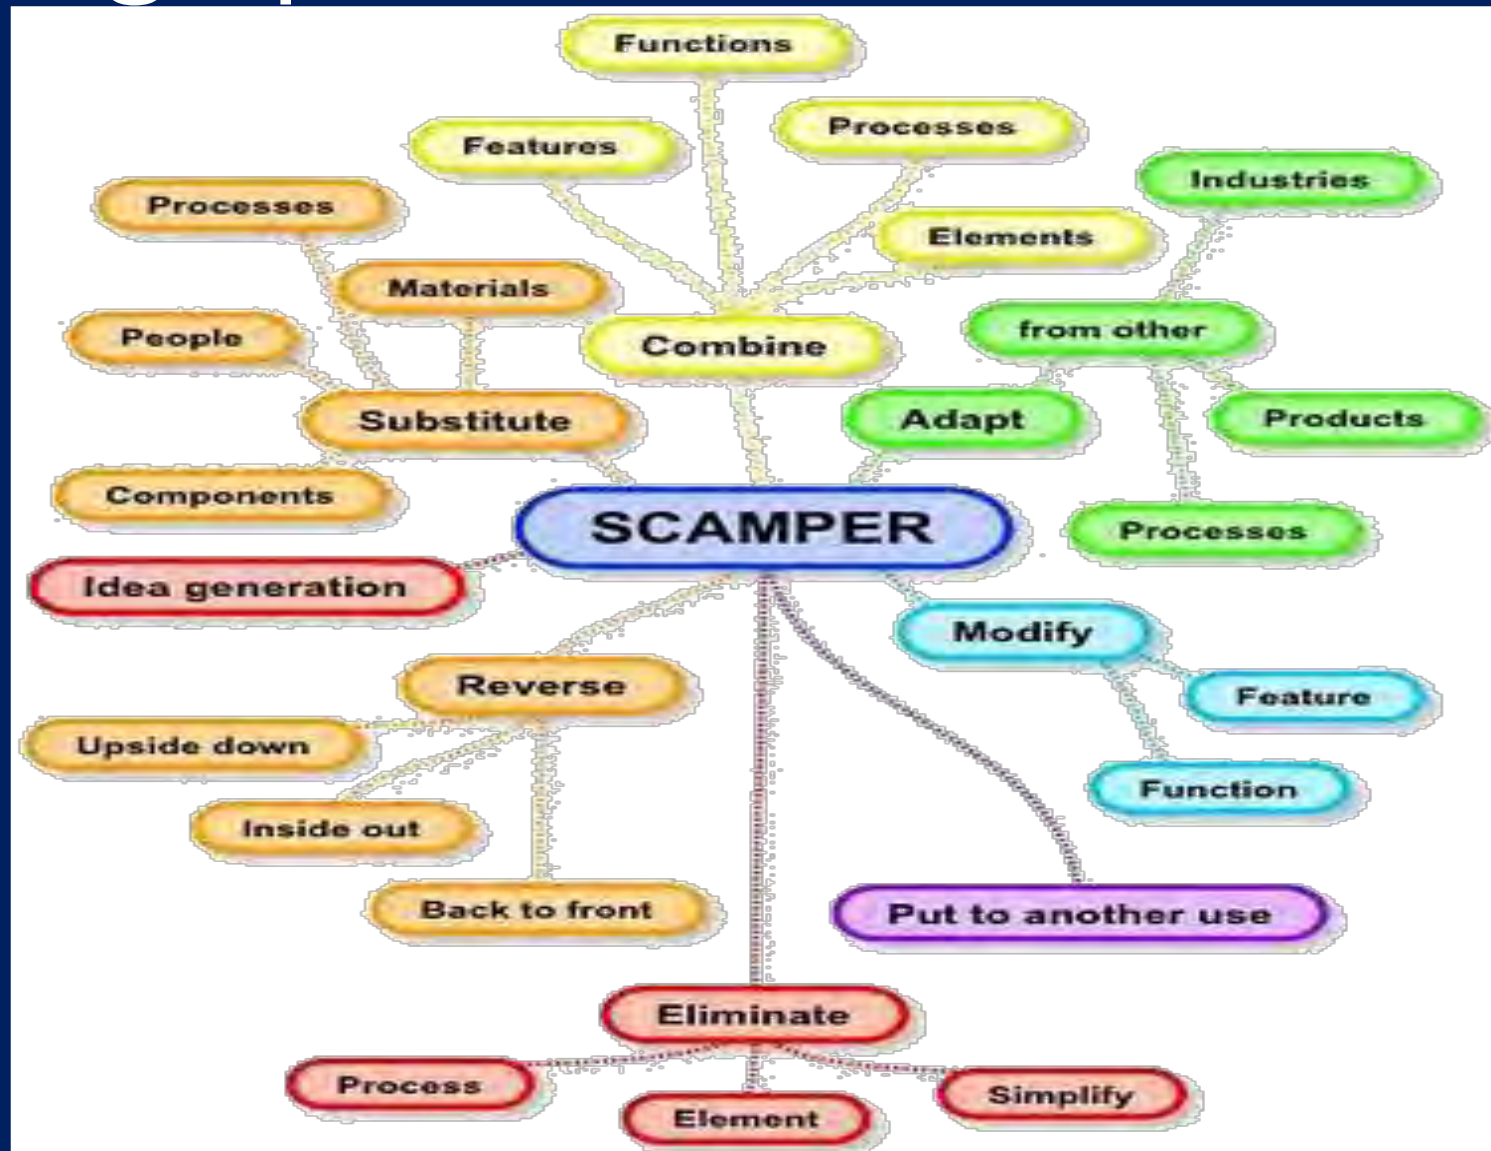 Functions
Processes
Features
Industries
Processes
Elements
Materials
from other
People
Combine
Substitute
Adapt
Products
Components
SCAMPER
Processes
Idea generation
Modify
Reverse
Feature
Upside down
Function
Inside out
Back to front
Put to another use
Eliminate
Process
Simplify
Element